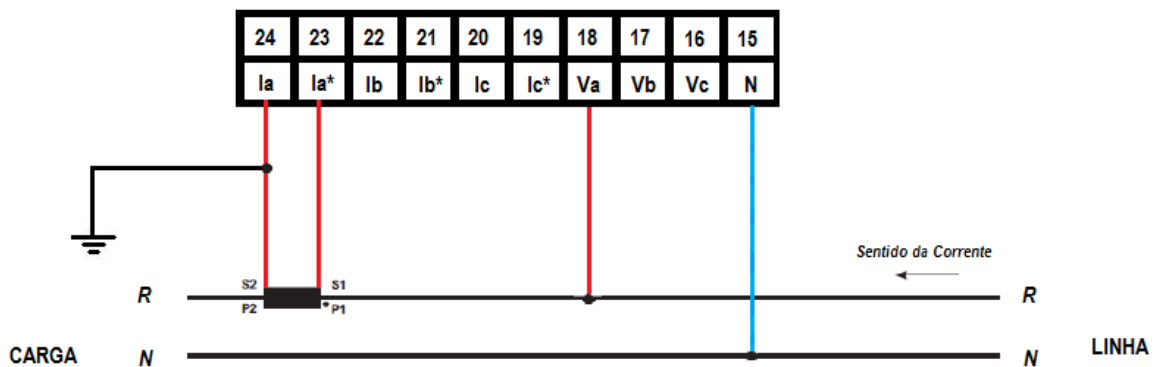 24 23 22 21 20 19 18 17 16 15
Ia Ia* Ib Ib* Ic Ic* Va Vb Vc N
Sentido da Corrente
S2 S1
R R
P2 *P1
CARGA N N LINHA